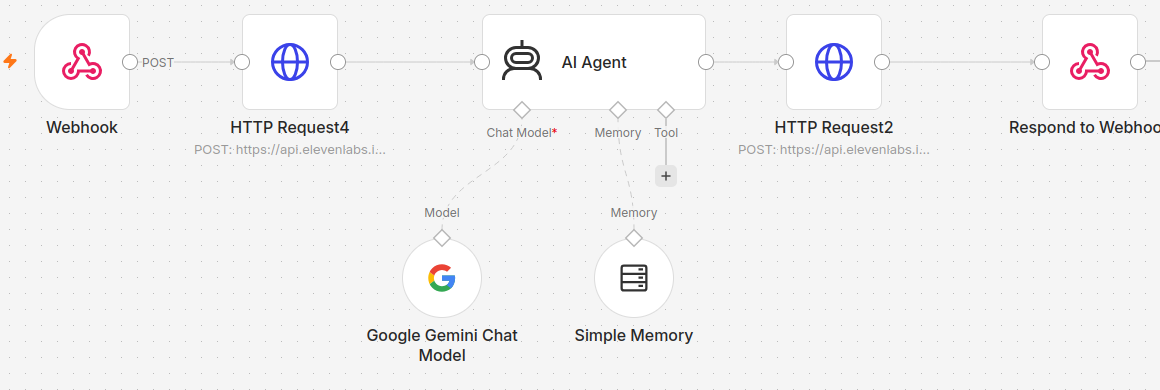 POST
AI Agent
Webhook
HTTP Request4
POST: https://api.elevenlabs.i...
Chat Model*
Memory
Tool
HTTP Request2
POST: https://api.elevenlabs.i...
Respond to Webhoo
+
Model
Memory
Google Gemini Chat
Model
Simple Memory